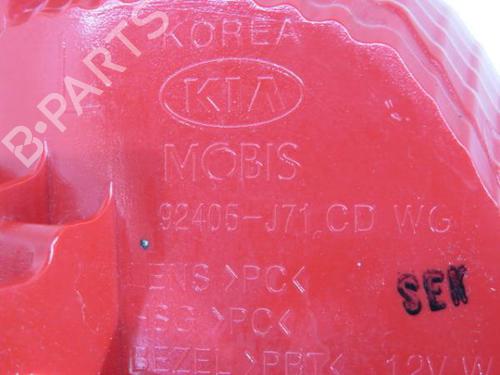 KOREA
KIA
MOBIS
92405-J71 CD WG
LENS >PC<
HSG >PC<
SEK
BEZEL >PBT< 12V W
B-PARTS